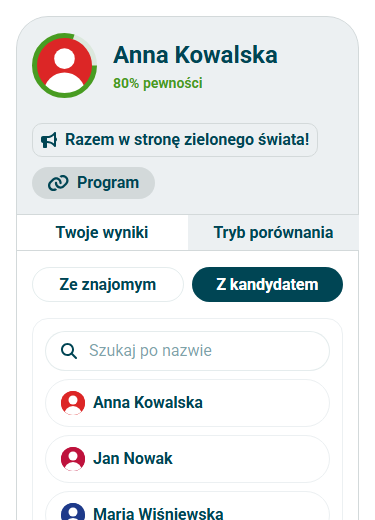 Anna Kowalska
80% pewności
Razem w stronę zielonego świata!
Program
Twoje wyniki
Tryb porównania
Ze znajomym
Z kandydatem
Szukaj po nazwie
Anna Kowalska
Jan Nowak
Maria Wiśniewska